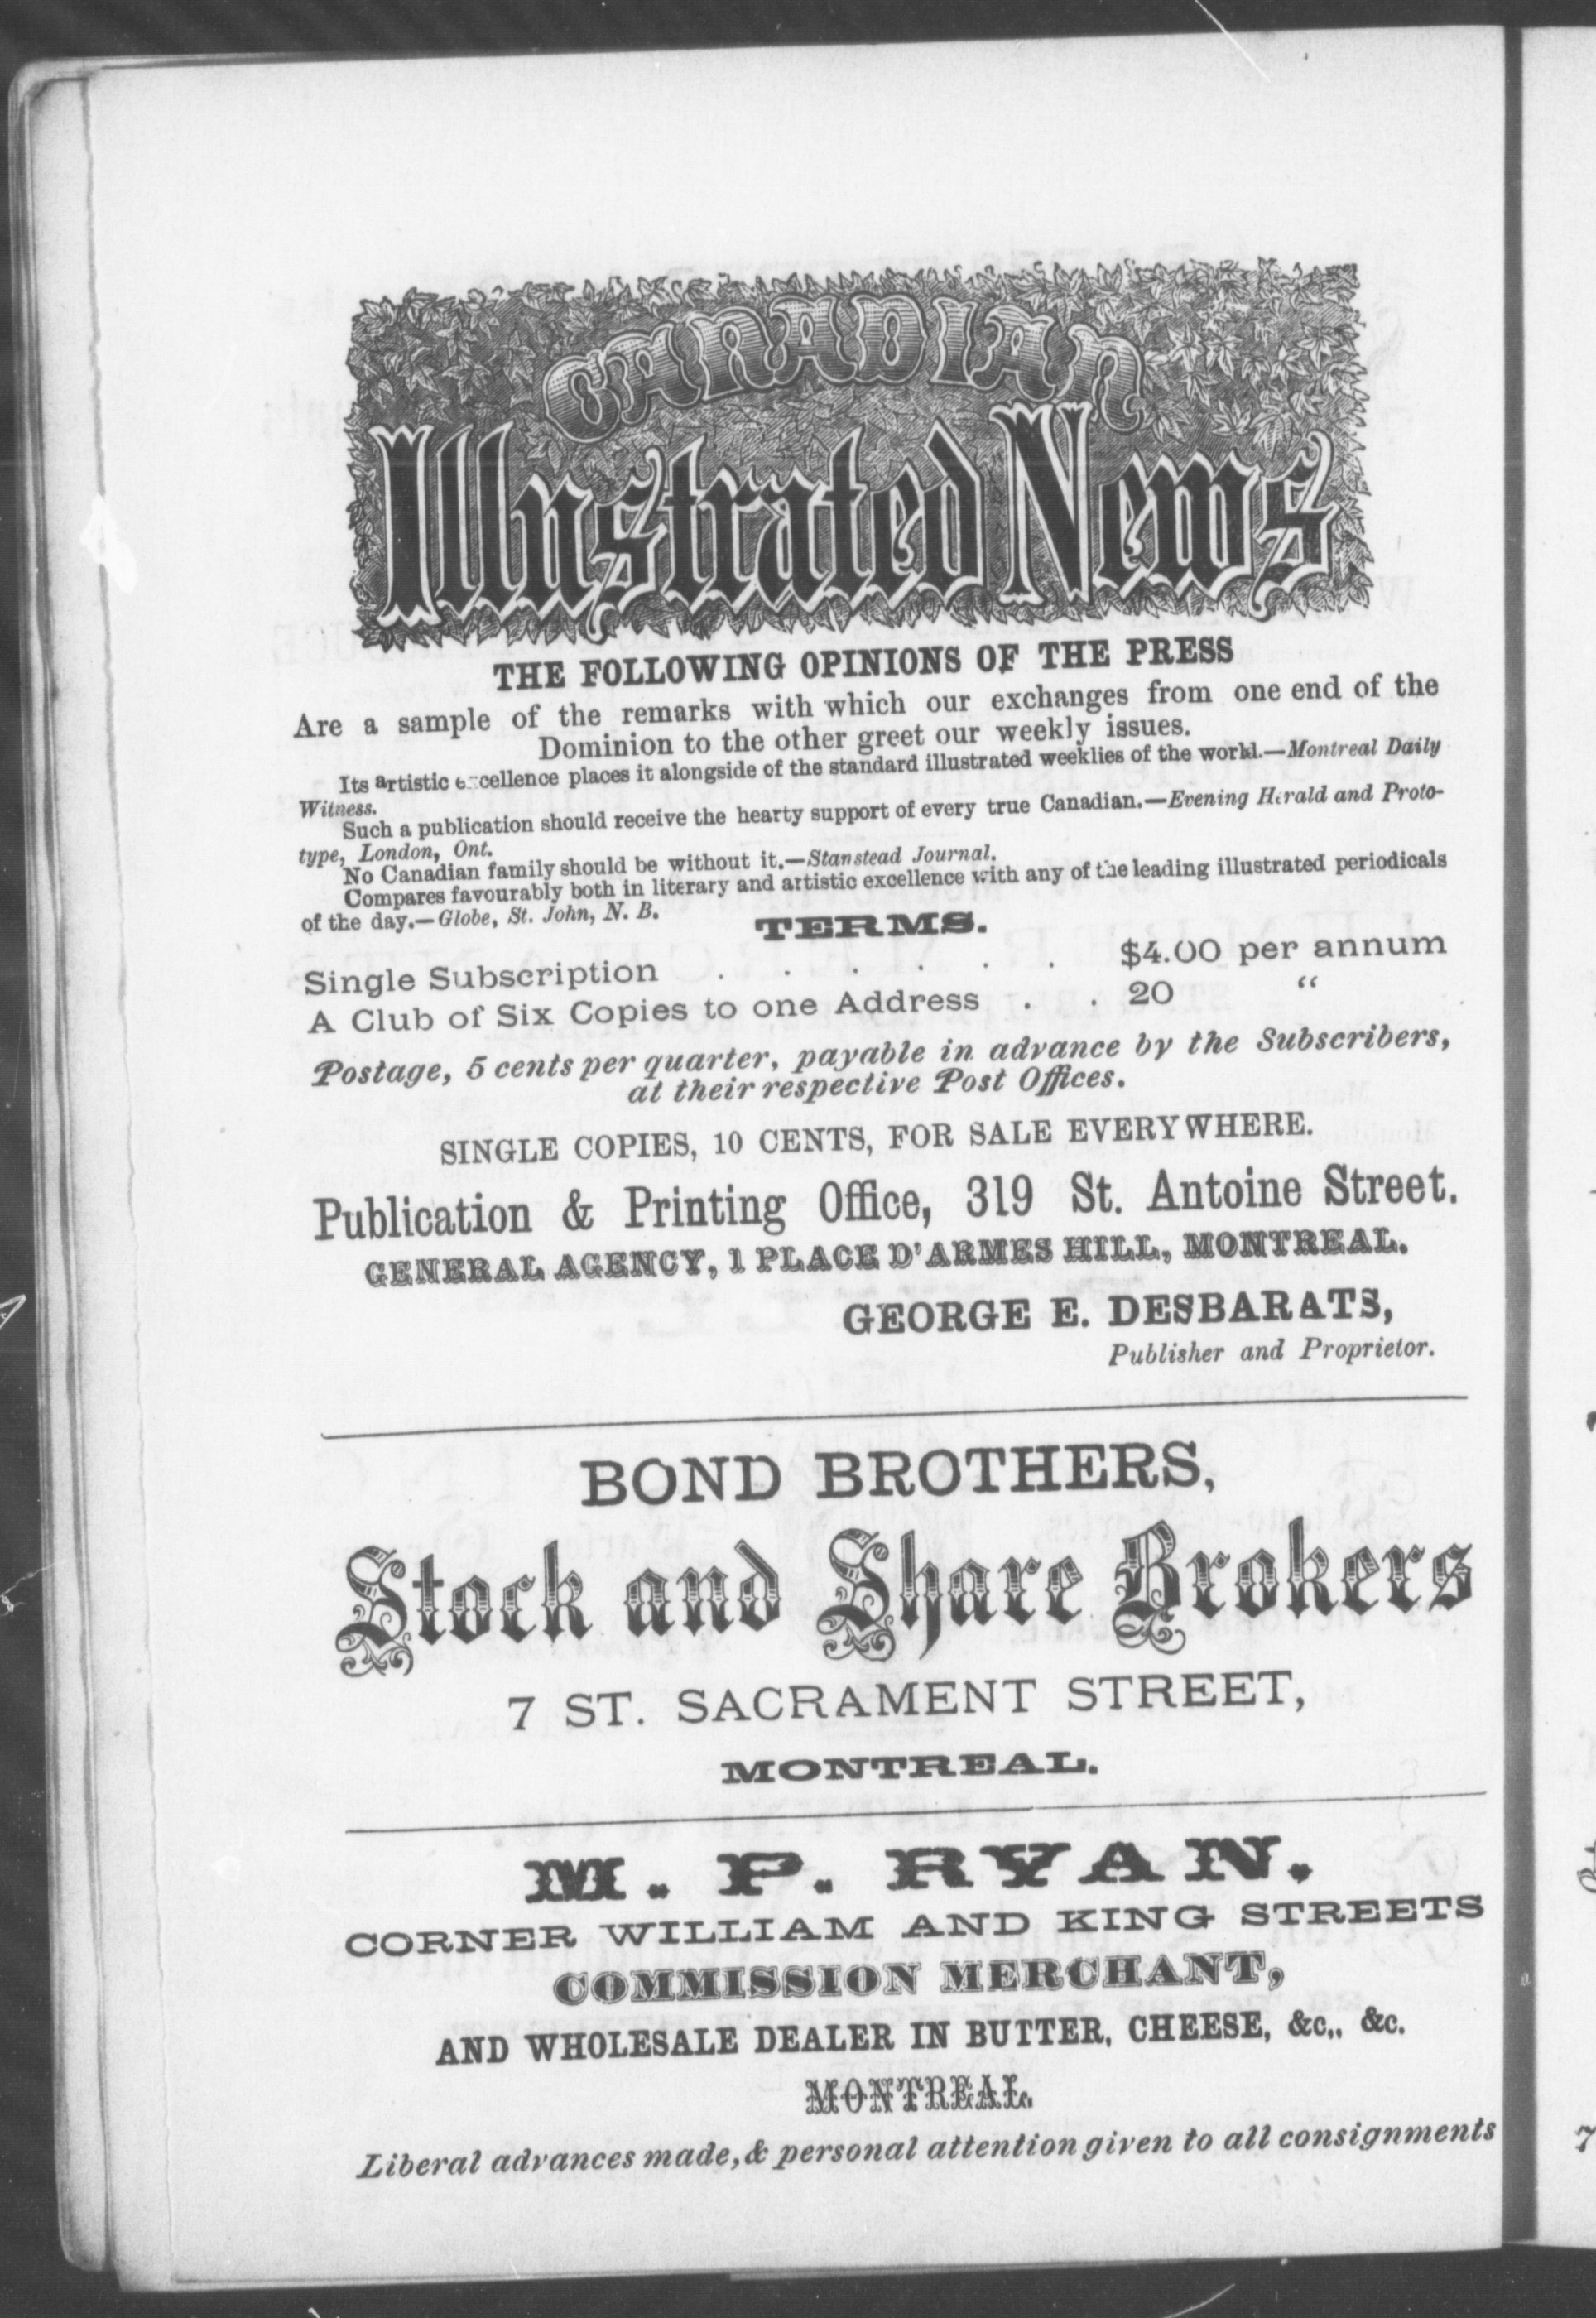 CANADIAN
Illustrated News
THE FOLLOWING OPINIONS OF THE PRESS
Are a sample of the remarks with which our exchanges from one end of the
Dominion to the other greet our weekly issues.
Its artistic excellence places it alongside of the standard illustrated weeklies of the world.—Montreal Daily
Witness.
Such a publication should receive the hearty support of every true Canadian.—Evening Herald and Proto-
type, London, Ont.
No Canadian family should be without it.—Stanstead Journal.
Compares favourably both in literary and artistic excellence with any of the leading illustrated periodicals
of the day.—Globe, St. John, N. B.
TERMS.
Single Subscription . . . . . . $4.00 per annum
A Club of Six Copies to one Address . . 20 "
Postage, 5 cents per quarter, payable in advance by the Subscribers,
at their respective Post Offices.
SINGLE COPIES, 10 CENTS, FOR SALE EVERYWHERE.
Publication & Printing Office, 319 St. Antoine Street.
GENERAL AGENCY, 1 PLACE D'ARMES HILL, MONTREAL.
GEORGE E. DESBARATS,
Publisher and Proprietor.
BOND BROTHERS,
Stock and Share Brokers
7 ST. SACRAMENT STREET,
MONTREAL.
M. P. RYAN.
CORNER WILLIAM AND KING STREETS
COMMISSION MERCHANT,
AND WHOLESALE DEALER IN BUTTER, CHEESE, &c,, &c.
MONTREAL.
Liberal advances made, & personal attention given to all consignments